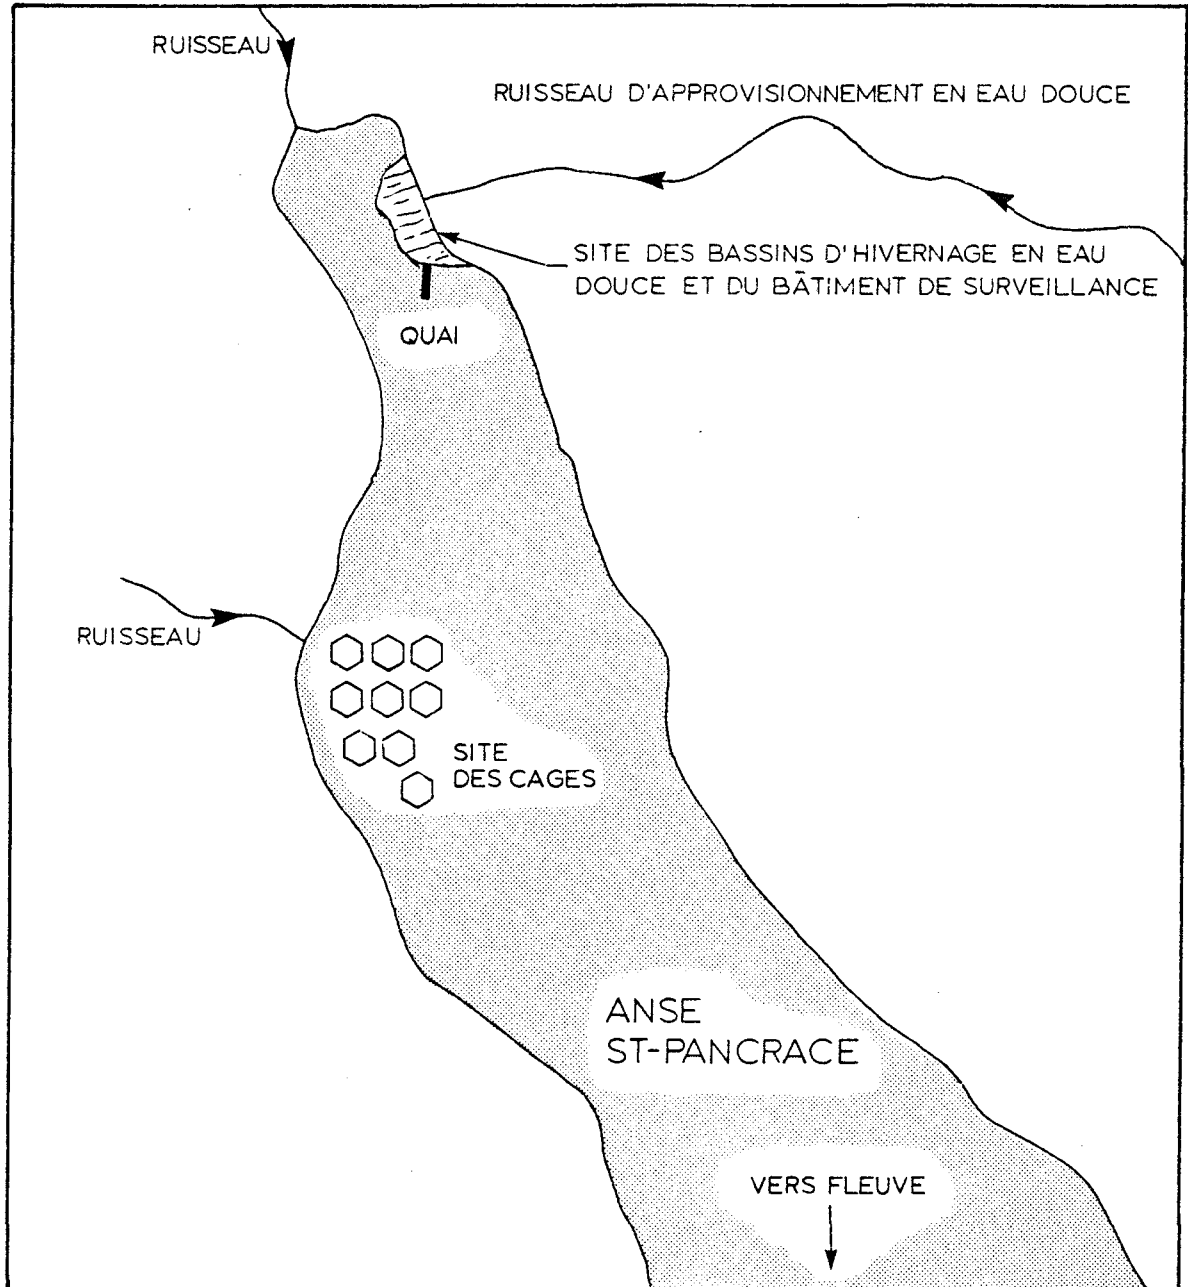 RUISSEAU
RUISSEAU D'APPROVISIONNEMENT EN EAU DOUCE
SITE DES BASSINS D'HIVERNAGE EN EAU
DOUCE ET DU BÂTIMENT DE SURVEILLANCE
QUAI
RUISSEAU
SITE
DES CAGES
ANSE
ST-PANCRACE
VERS FLEUVE